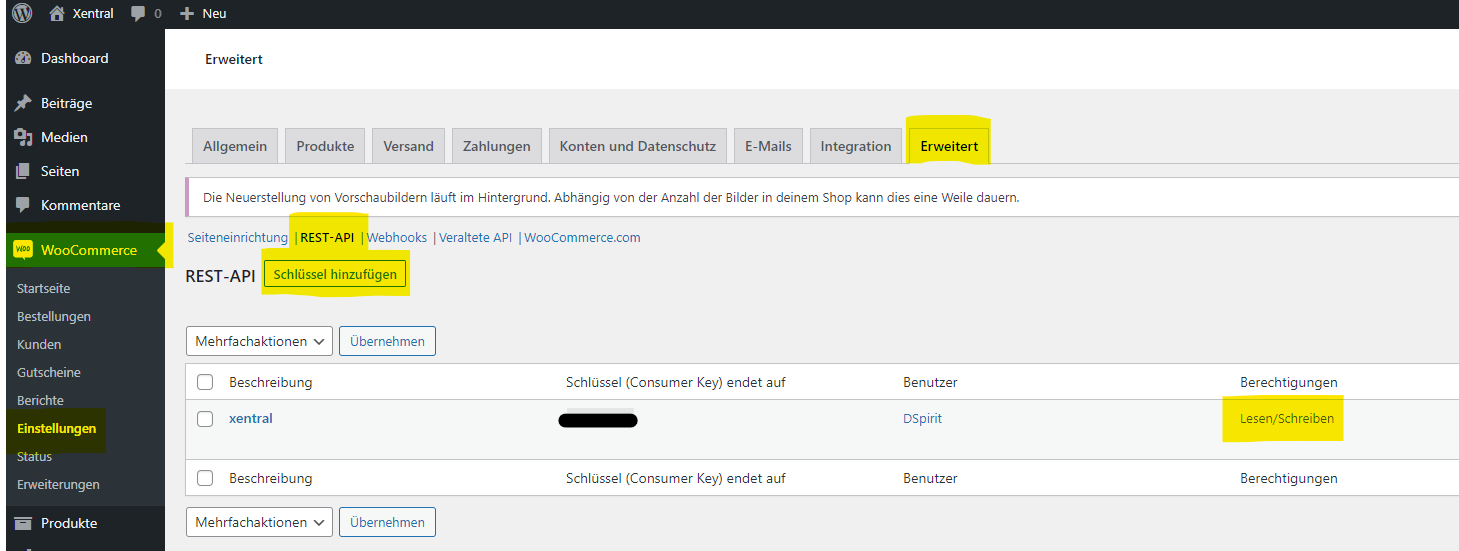 Xentral 0 Neu
Dashboard
Erweitert
Beiträge
Medien
Seiten
Kommentare
WOO WooCommerce
Startseite
Bestellungen
Kunden
Gutscheine
Berichte
Einstellungen
Status
Erweiterungen
Produkte
Allgemein Produkte Versand Zahlungen Konten und Datenschutz E-Mails Integration Erweitert
Die Neuerstellung von Vorschaubildern läuft im Hintergrund. Abhängig von der Anzahl der Bilder in deinem Shop kann dies eine Weile dauern.
Seiteneinrichtung | REST-API | Webhooks | Veraltete API | WooCommerce.com
REST-API Schlüssel hinzufügen
Mehrfachaktionen Übernehmen
Beschreibung Schlüssel (Consumer Key) endet auf Benutzer Berechtigungen
xentral DSpirit Lesen/Schreiben
Beschreibung Schlüssel (Consumer Key) endet auf Benutzer Berechtigungen
Mehrfachaktionen Übernehmen